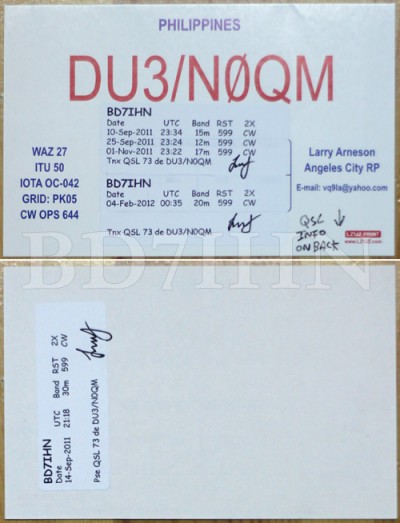 PHILIPPINES
DU3/NØQM
BD7IHN
Date UTC Band RST 2X
10-Sep-2011 23:34 15m 599 CW
25-Sep-2011 23:24 12m 599 CW
01-Nov-2011 23:22 17m 599 CW
Tnx QSL 73 de DU3/N0QM
BD7IHN
Date UTC Band RST 2X
04-Feb-2012 00:35 20m 599 CW
Tnx QSL 73 de DU3/N0QM
WAZ 27
ITU 50
IOTA OC-042
GRID: PK05
CW OPS 644
Larry Arneson
Angeles City RP
E-mail: vq9la@yahoo.com
QSL ↓
INFO
ON BACK
LZ1JZ PRINT
BD7IHN
BD7IHN
Date UTC Band RST 2X
14-Sep-2011 21:18 30m 599 CW
Pse QSL 73 de DU3/N0QM